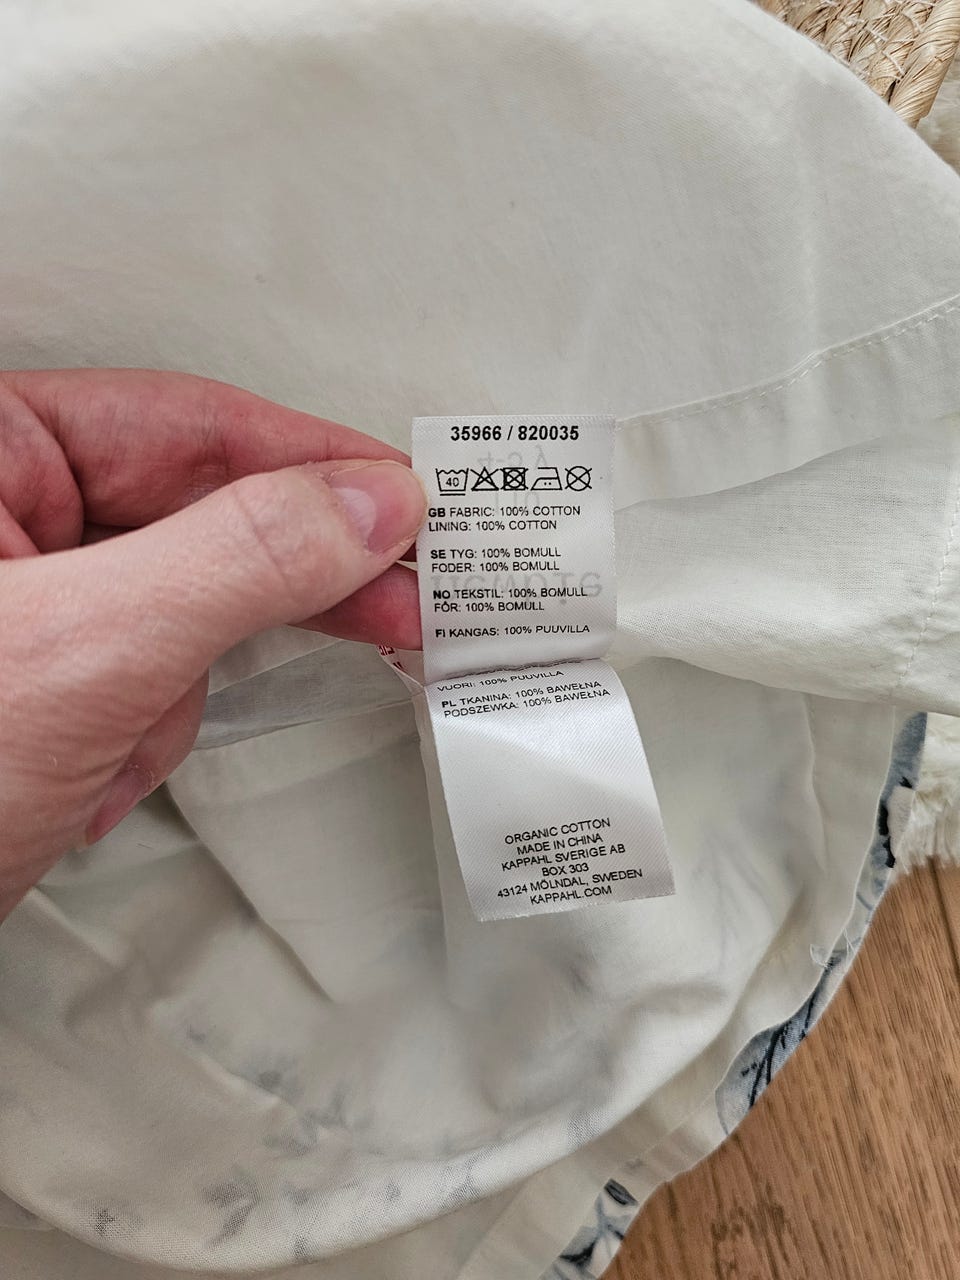 35966 / 820035
40
GB FABRIC: 100% COTTON
LINING: 100% COTTON
SE TYG: 100% BOMULL
FODER: 100% BOMULL
NO TEKSTIL: 100% BOMULL
FÔR: 100% BOMULL
FI KANGAS: 100% PUUVILLA
VUORI: 100% PUUVILLA
PL TKANINA: 100% BAWEŁNA
PODSZEWKA: 100% BAWEŁNA
ORGANIC COTTON
MADE IN CHINA
KAPPAHL SVERIGE AB
BOX 303
43124 MÖLNDAL, SWEDEN
KAPPAHL.COM